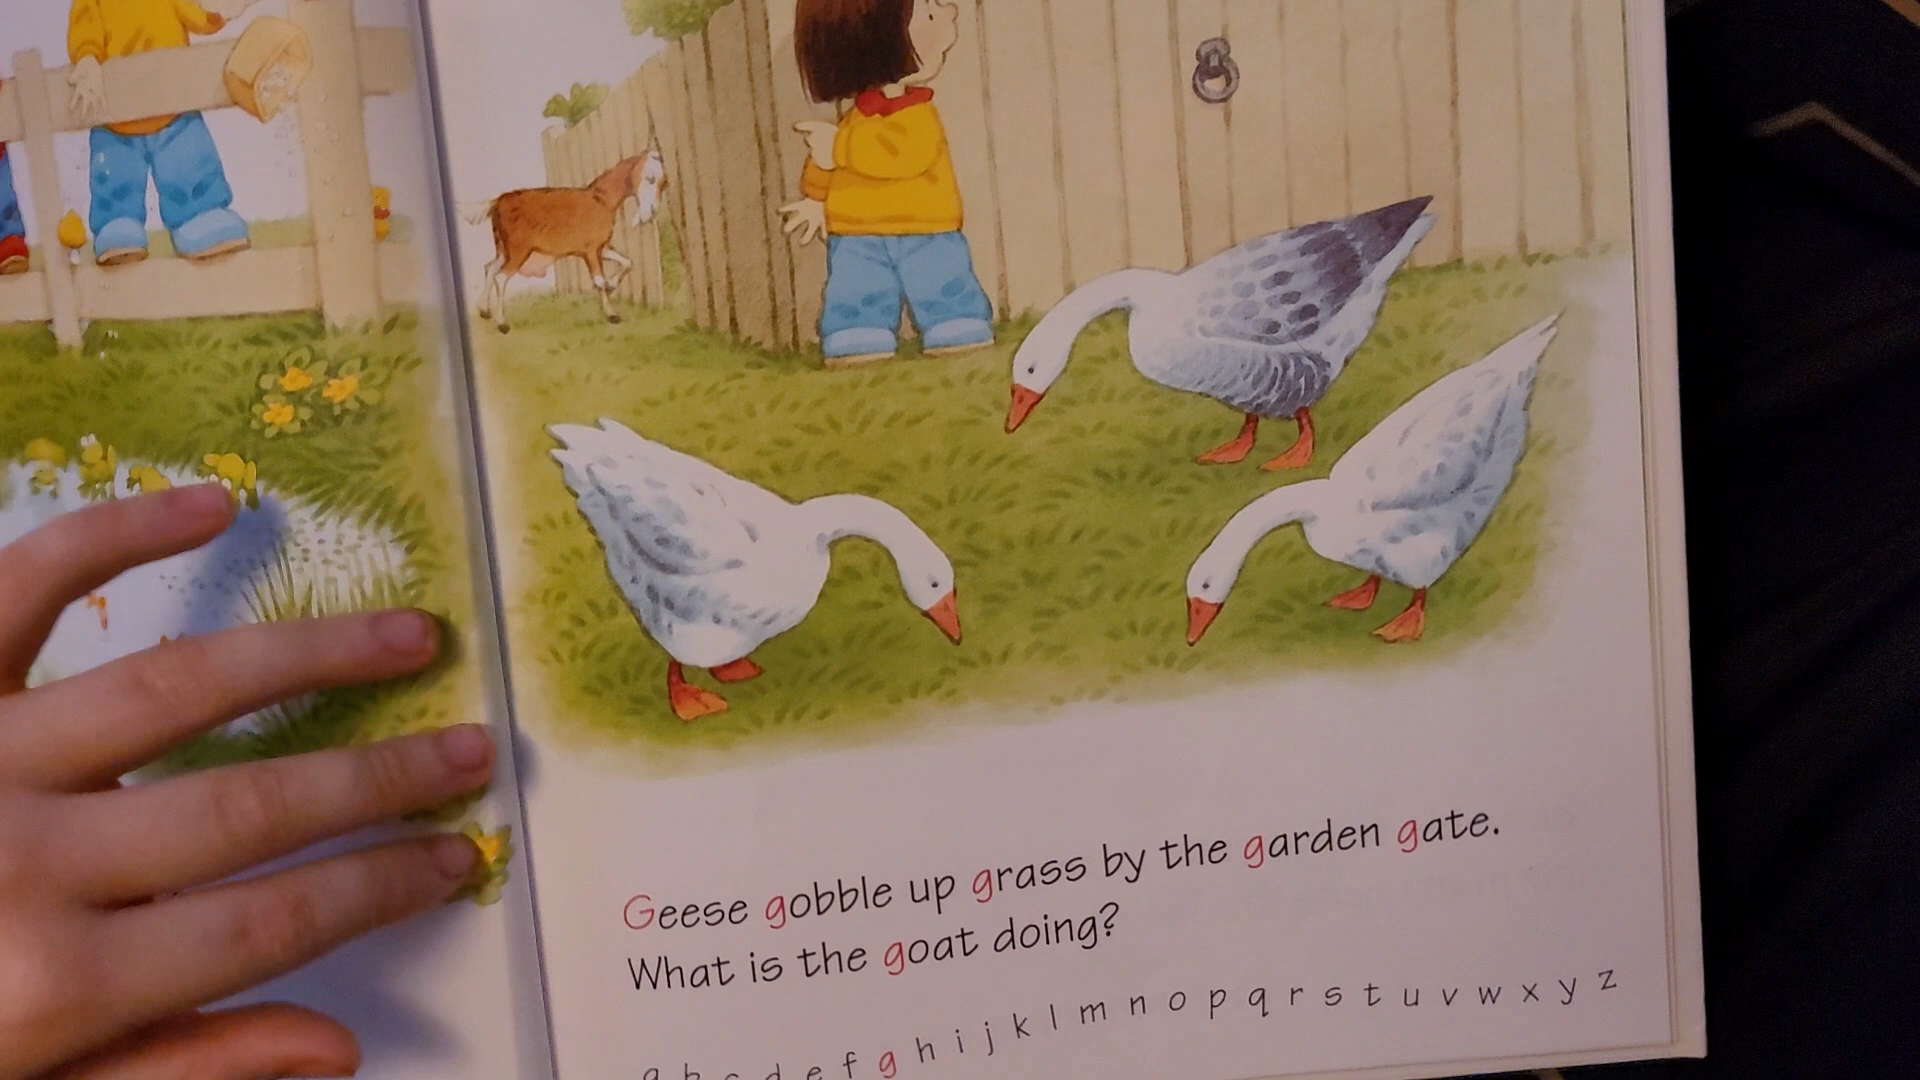 Geese gobble up grass by the garden gate.
What is the goat doing?
a b c d e f g h i j k l m n o p q r s t u v w x y z